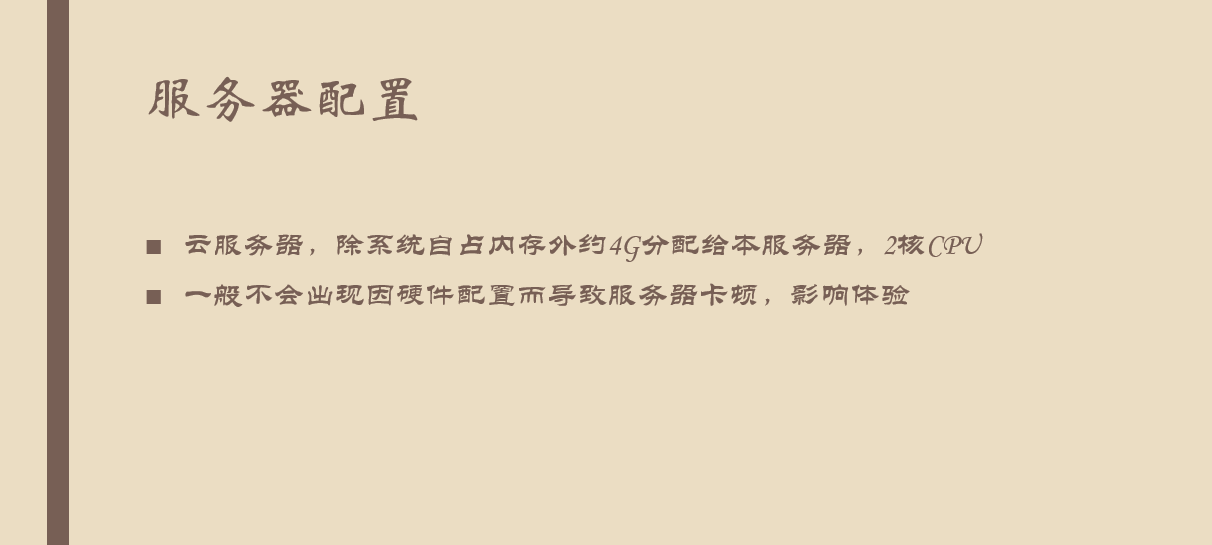 服务器配置
■ 云服务器，除系统自占内存外约4G分配给本服务器，2核CPU
■ 一般不会出现因硬件配置而导致服务器卡顿，影响体验